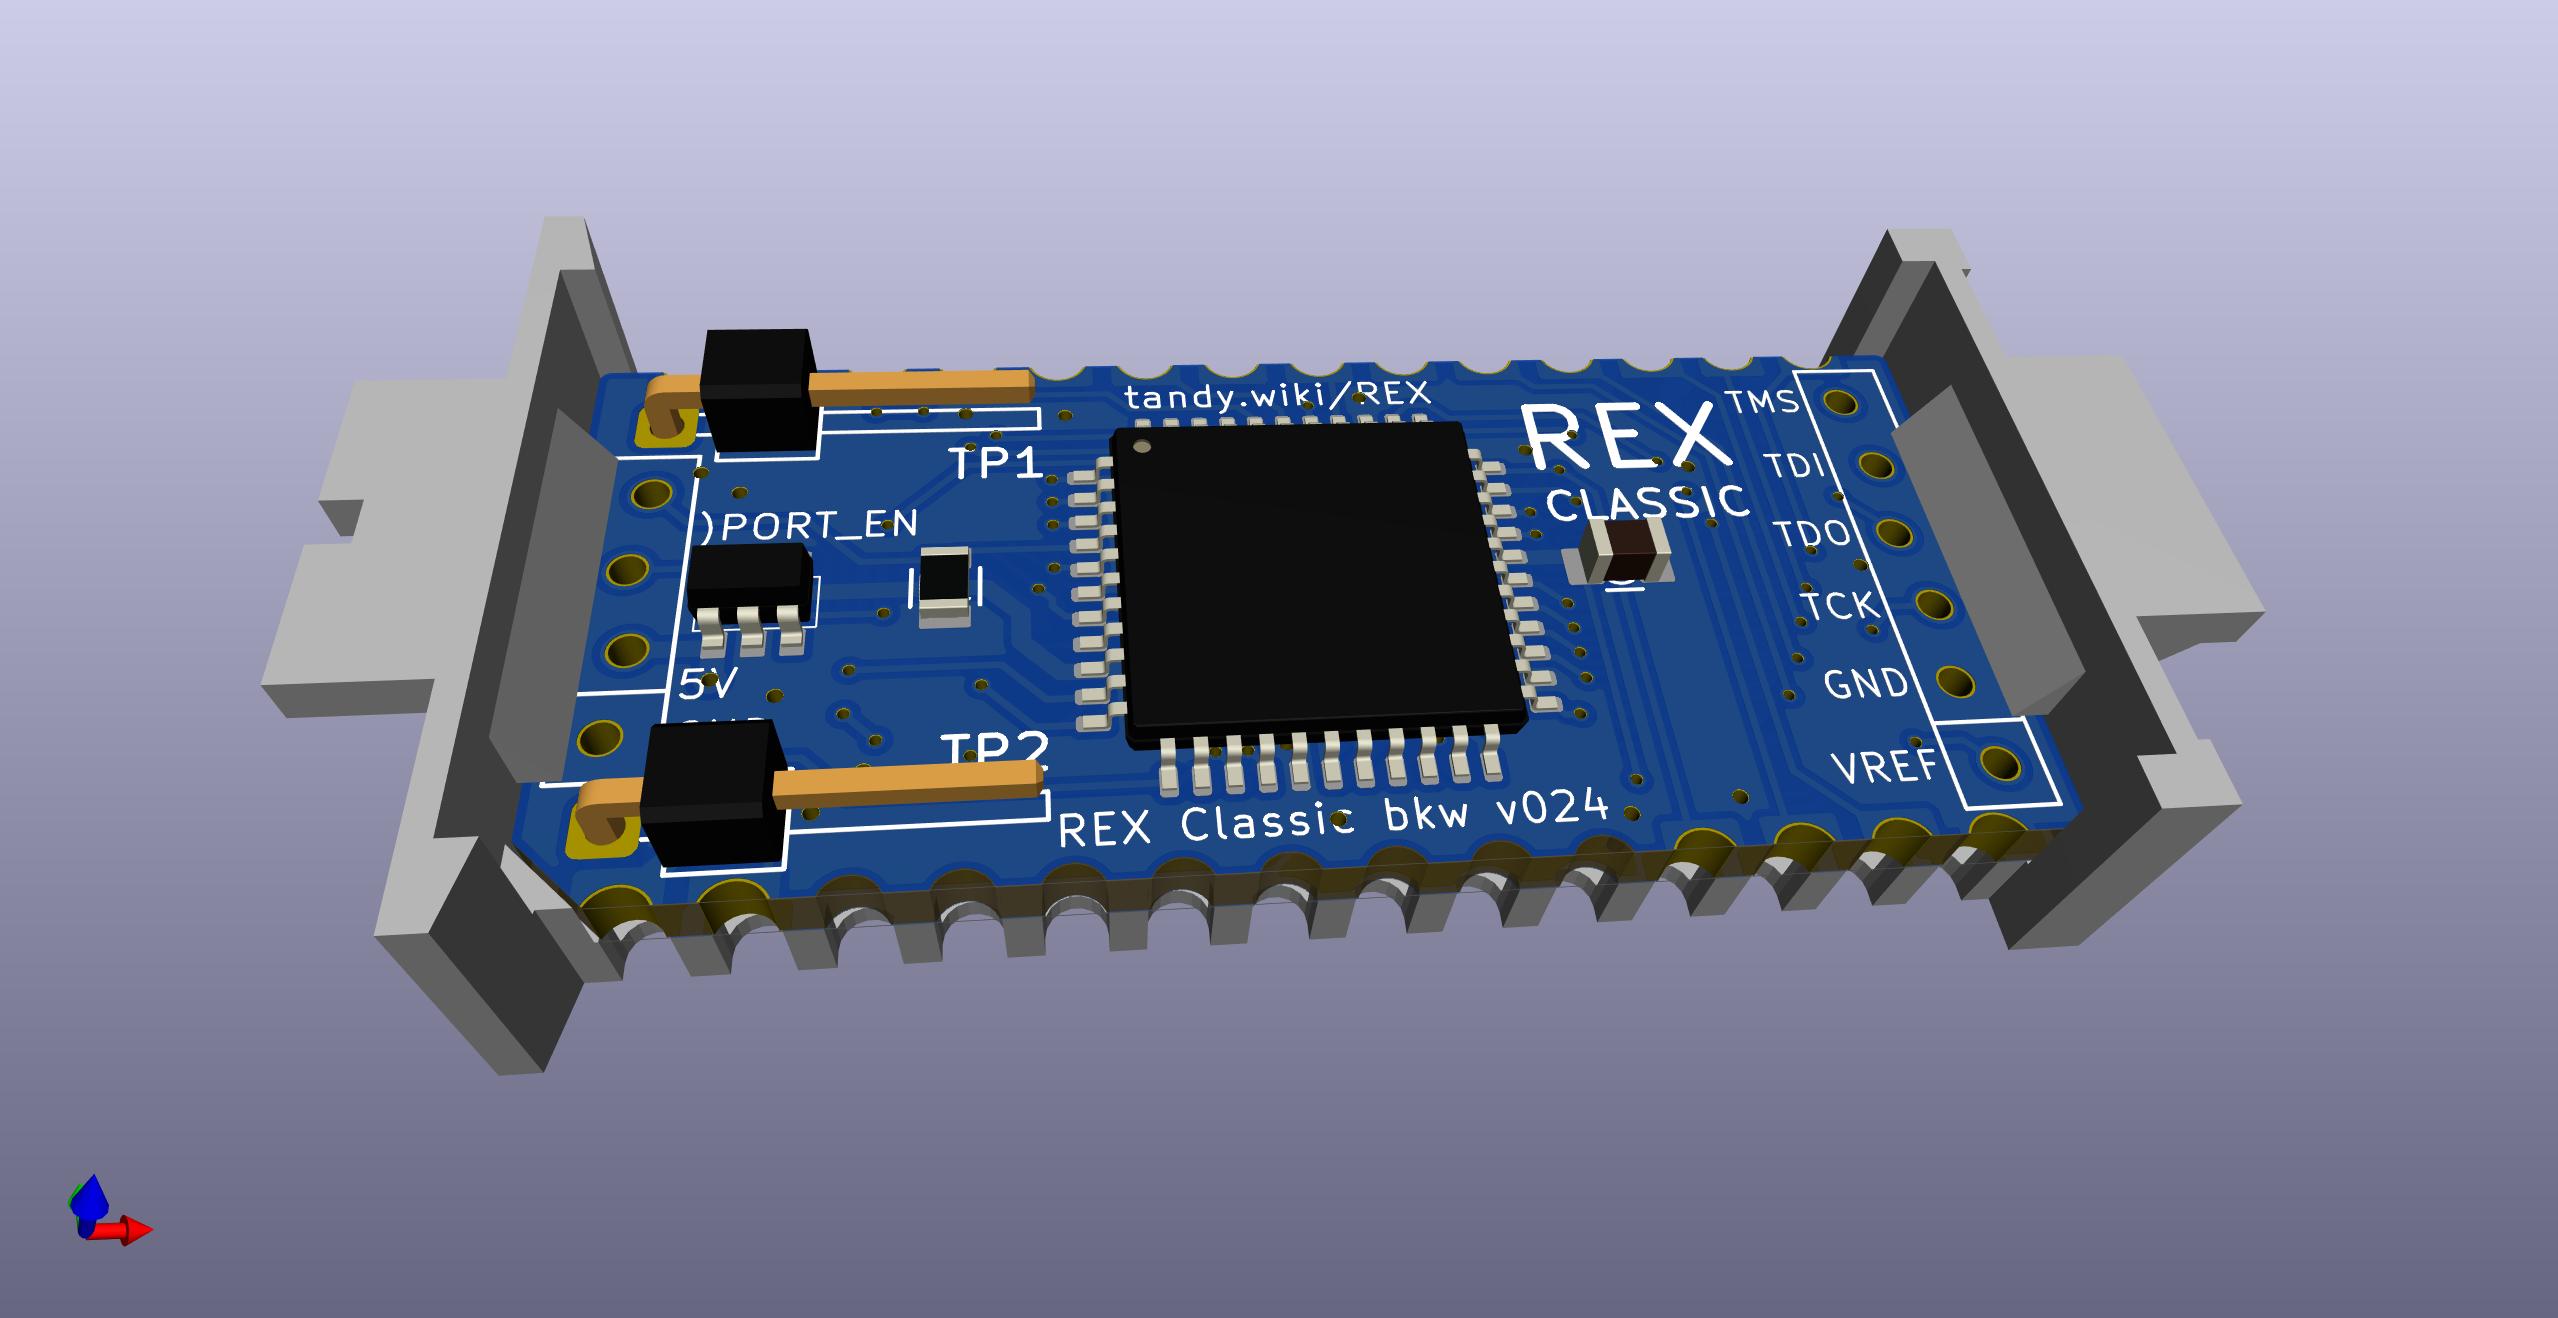 tandy.wiki/REX
REX
CLASSIC
TP1
)PORT_EN
5V
TP2
TMS
TDI
TDO
TCK
GND
VREF
REX Classic bkw v024